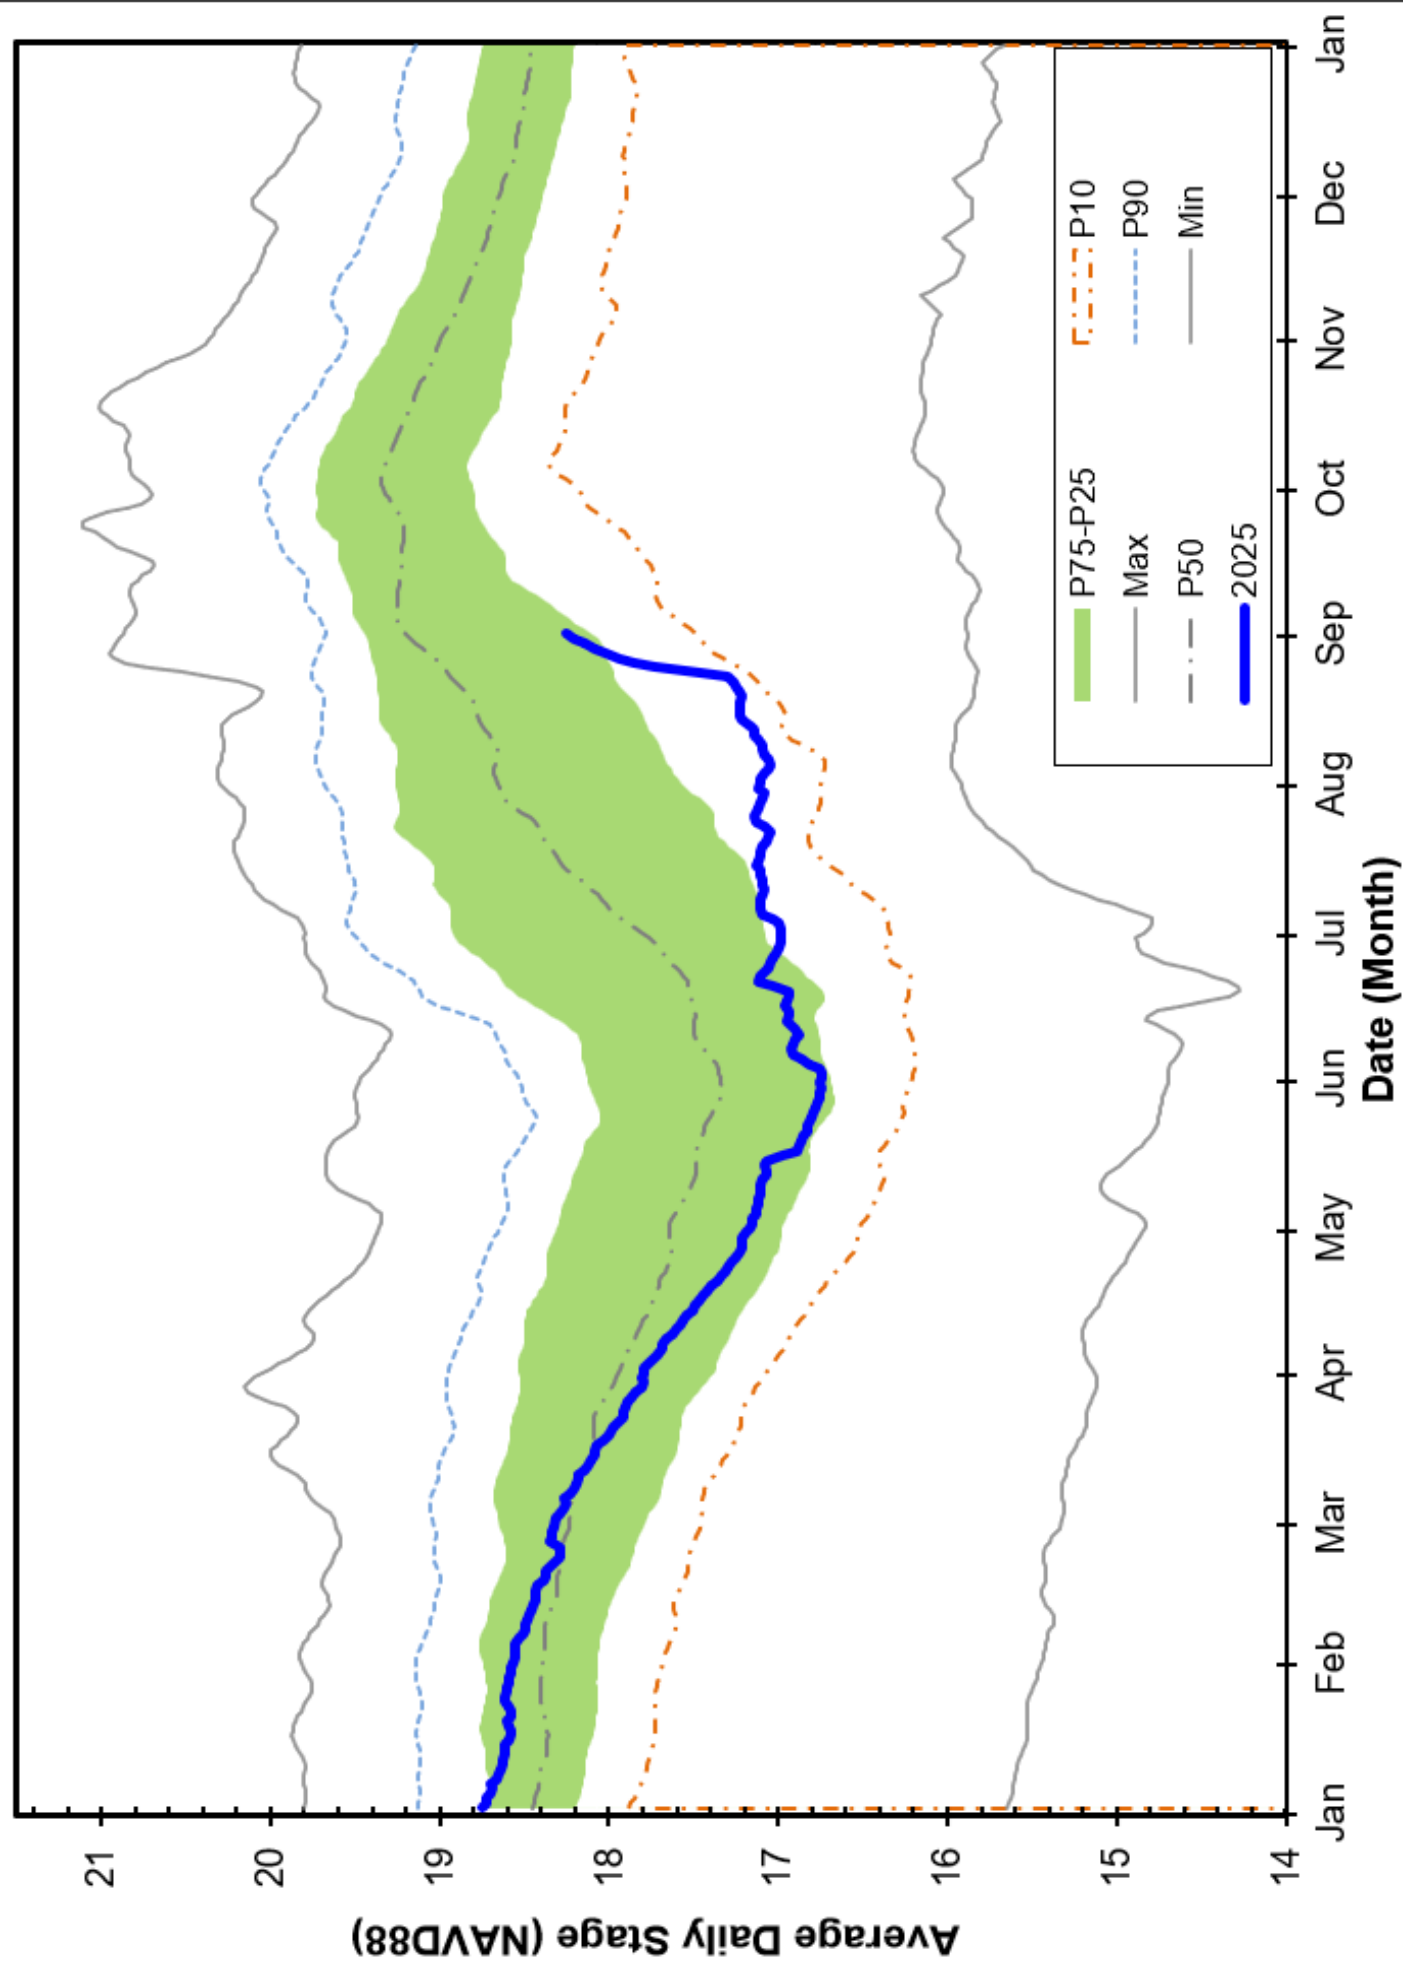 Average Daily Stage (NAVD88)
21
20
19
18
17
16
15
14
Jan
Feb
Mar
Apr
May
Jun
Jul
Aug
Sep
Oct
Nov
Dec
Jan
Date (Month)
P75-P25
P10
Max
P90
P50
Min
2025